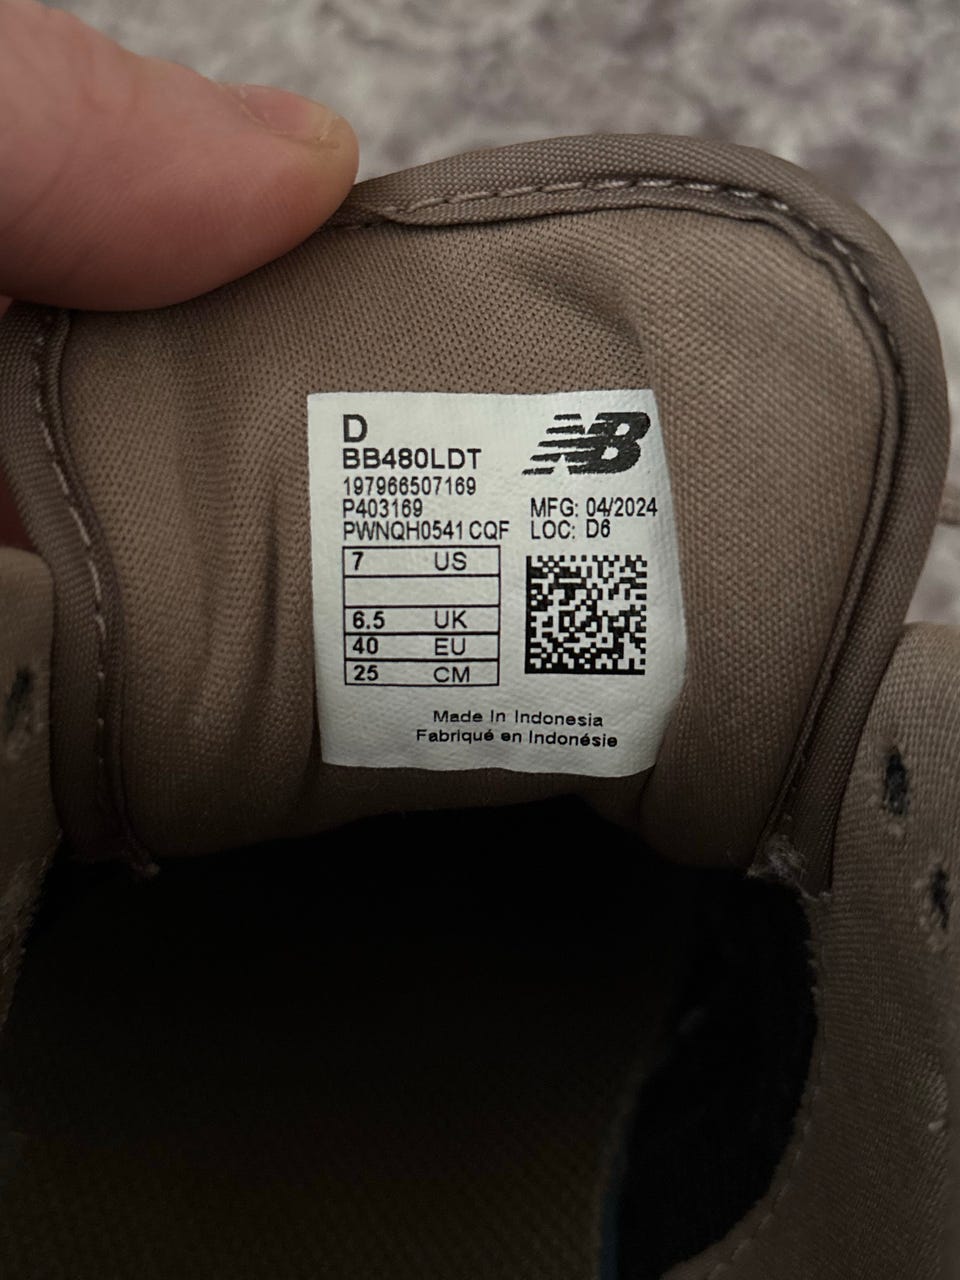 D
BB480LDT
197966507169
P403169
PWNQH0541 CQF
NB
MFG: 04/2024
LOC: D6
7 US
6.5 UK
40 EU
25 CM
Made In Indonesia
Fabriqué en Indonésie